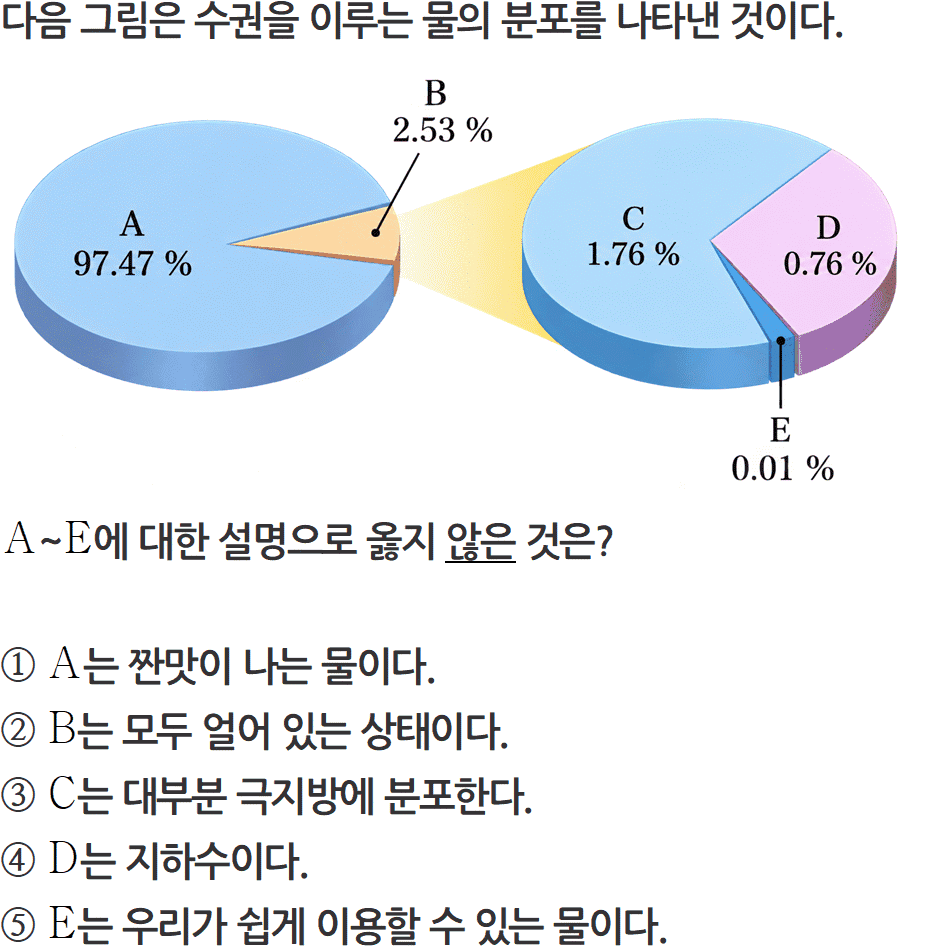 다음 그림은 수권을 이루는 물의 분포를 나타낸 것이다.
B
2.53 %
A
97.47 %
C
1.76 %
D
0.76 %
E
0.01 %
A~E에 대한 설명으로 옳지 않은 것은?
① A는 짠맛이 나는 물이다.
② B는 모두 얼어 있는 상태이다.
③ C는 대부분 극지방에 분포한다.
④ D는 지하수이다.
⑤ E는 우리가 쉽게 이용할 수 있는 물이다.